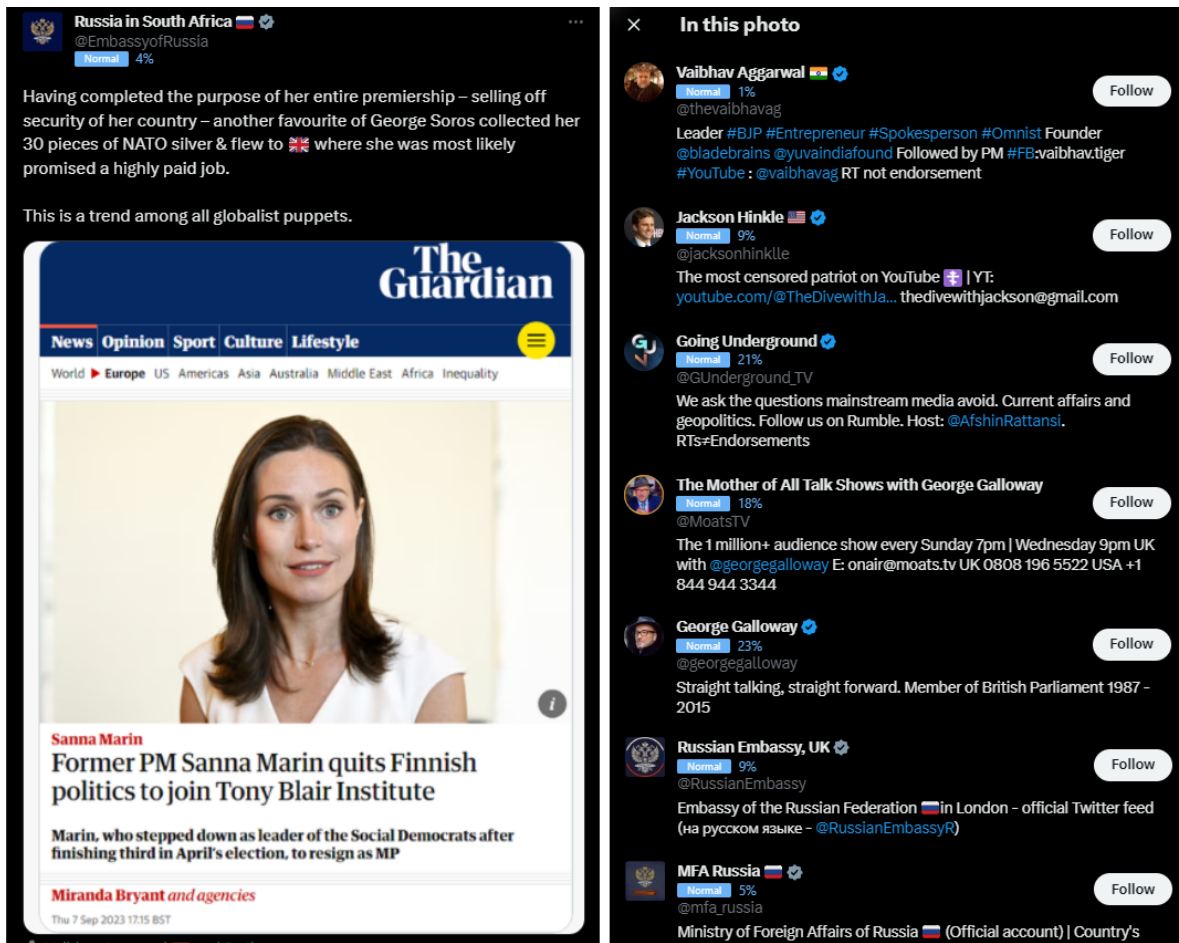 Russia in South Africa
@EmbassyofRussia
Normal 4%
Having completed the purpose of her entire premiership – selling off
security of her country – another favourite of George Soros collected her
30 pieces of NATO silver & flew to 🇬🇧 where she was most likely
promised a highly paid job.
This is a trend among all globalist puppets.
The
Guardian
News Opinion Sport Culture Lifestyle
World Europe US Americas Asia Australia Middle East Africa Inequality
Sanna Marin
Former PM Sanna Marin quits Finnish
politics to join Tony Blair Institute
Marin, who stepped down as leader of the Social Democrats after
finishing third in April's election, to resign as MP
Miranda Bryant and agencies
Thu 7 Sep 2023 17.15 BST
In this photo
Vaibhav Aggarwal
Normal 1%
@thevaibhavag
Follow
Leader #BJP #Entrepreneur #Spokesperson #Omnist Founder
@bladebrains @yuvaindiafound Followed by PM #FB:vaibhav.tiger
#YouTube : @vaibhavag RT not endorsement
Jackson Hinkle
Normal 9%
@jacksonhinklle
Follow
The most censored patriot on YouTube | YT:
youtube.com/@TheDivewithJa... thedivewithjackson@gmail.com
Going Underground
Normal 21%
@GUnderground_TV
Follow
We ask the questions mainstream media avoid. Current affairs and
geopolitics. Follow us on Rumble. Host: @AfshinRattansi.
RTs≠Endorsements
The Mother of All Talk Shows with George Galloway
Normal 18%
@MoatsTV
Follow
The 1 million+ audience show every Sunday 7pm | Wednesday 9pm UK
with @georgegalloway E: onair@moats.tv UK 0808 196 5522 USA +1
844 944 3344
George Galloway
Normal 23%
@georgegalloway
Follow
Straight talking, straight forward. Member of British Parliament 1987 -
2015
Russian Embassy, UK
Normal 9%
@RussianEmbassy
Follow
Embassy of the Russian Federation 🇷🇺in London - official Twitter feed
(на русском языке - @RussianEmbassyR)
MFA Russia
Normal 5%
@mfa_russia
Follow
Ministry of Foreign Affairs of Russia 🇷🇺 (Official account) | Country's